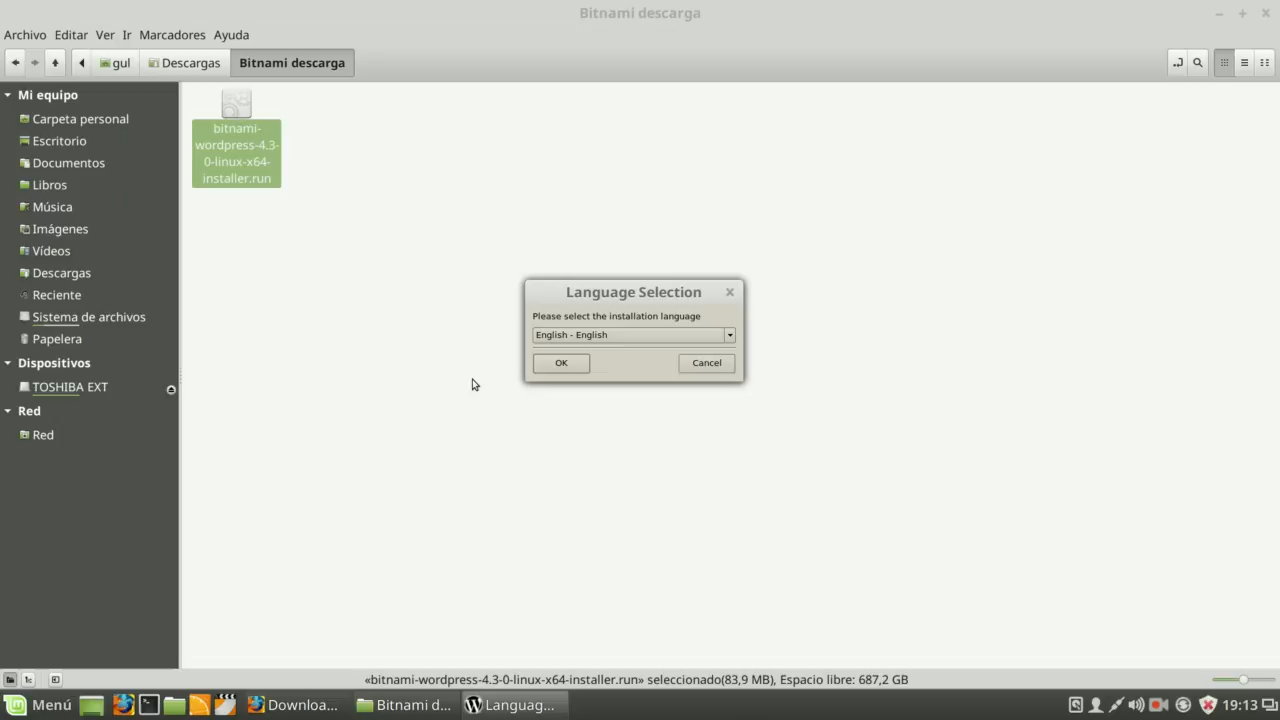 Bitnami descarga
Archivo Editar Ver Ir Marcadores Ayuda
gul Descargas Bitnami descarga
Mi equipo
Carpeta personal
Escritorio
Documentos
Libros
Música
Imágenes
Vídeos
Descargas
Reciente
Sistema de archivos
Papelera
Dispositivos
TOSHIBA EXT
Red
Red
bitnami-
wordpress-4.3-
0-linux-x64-
installer.run
Language Selection
Please select the installation language
English - English
OK Cancel
«bitnami-wordpress-4.3-0-linux-x64-installer.run» seleccionado(83,9 MB), Espacio libre: 687,2 GB
Menú Downloa... Bitnami d... Languag... 19:13